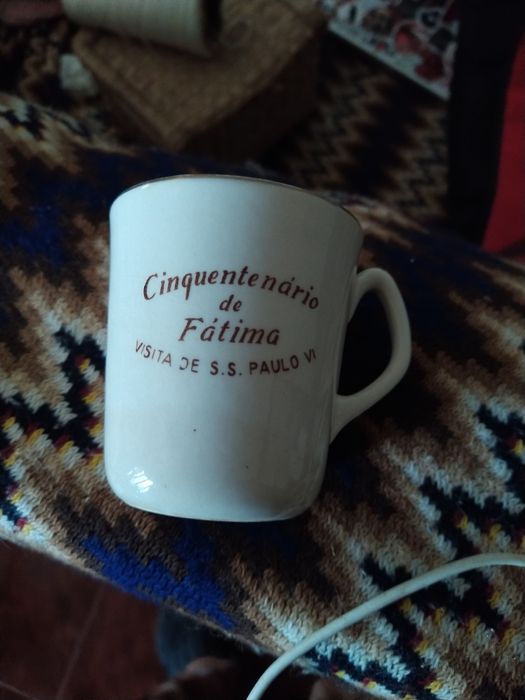 Cinquentenário
de
Fátima
VISITA DE S.S. PAULO VI